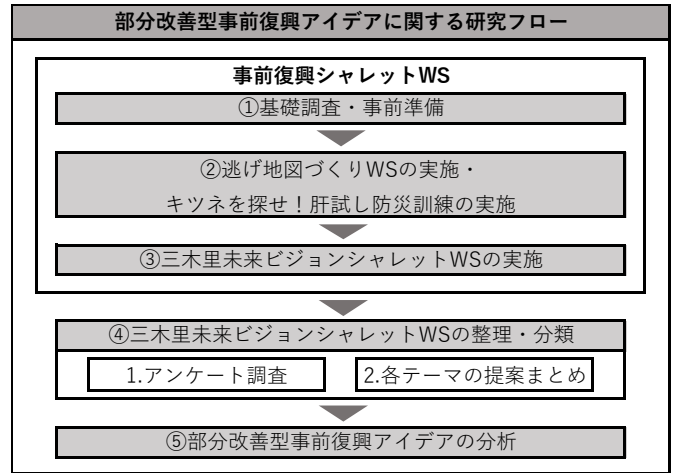 部分改善型事前復興アイデアに関する研究フロー
事前復興シャレットWS
①基礎調査・事前準備
②逃げ地図づくりWSの実施・
キツネを探せ！肝試し防災訓練の実施
③三木里未来ビジョンシャレットWSの実施
④三木里未来ビジョンシャレットWSの整理・分類
1.アンケート調査
2.各テーマの提案まとめ
⑤部分改善型事前復興アイデアの分析